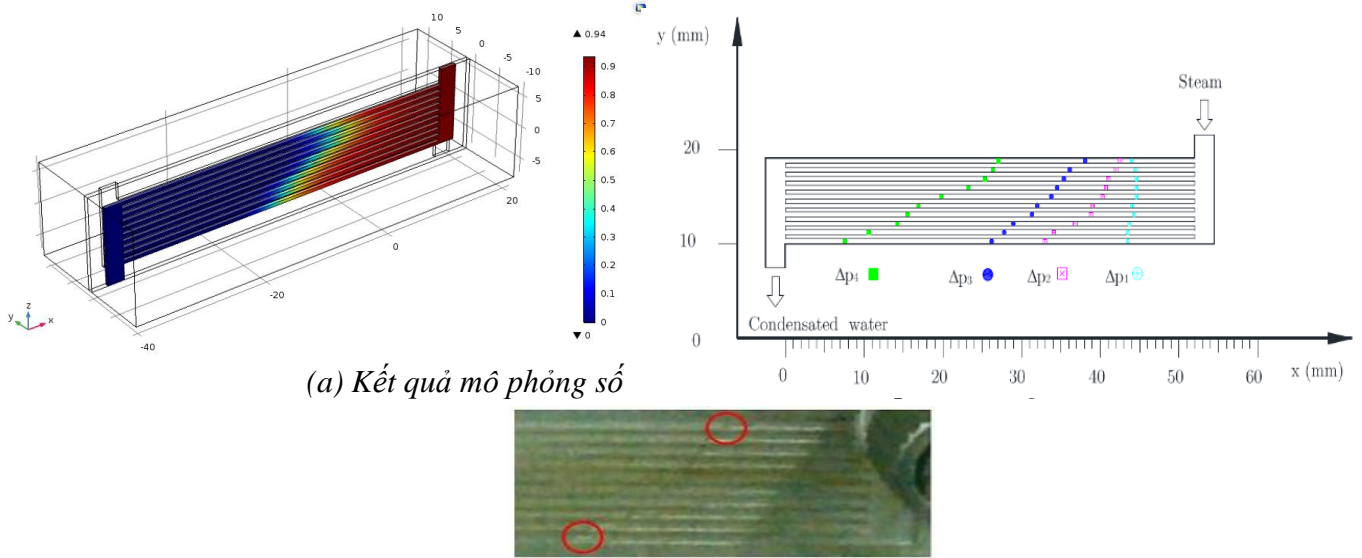 10
5
0
-5
-10
5
0
-5
20
0
-20
-40
z
y
x
▲ 0.94
0.9
0.8
0.7
0.6
0.5
0.4
0.3
0.2
0.1
0
▼ 0
(a) Kết quả mô phỏng số
y (mm)
Steam
20
10
Δp₄
Δp₃
Δp₂
Δp₁
Condensated water
0
0 10 20 30 40 50 60 x (mm)